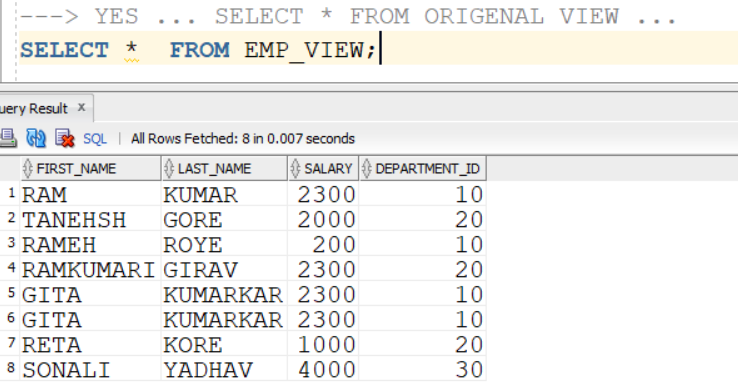 ---> YES ... SELECT * FROM ORIGENAL VIEW ...
SELECT *  FROM EMP_VIEW;
uery Result x
SQL | All Rows Fetched: 8 in 0.007 seconds
FIRST_NAME LAST_NAME SALARY DEPARTMENT_ID
1 RAM KUMAR 2300 10
2 TANEHSH GORE 2000 20
3 RAMEH ROYE 200 10
4 RAMKUMARI GIRAV 2300 20
5 GITA KUMARKAR 2300 10
6 GITA KUMARKAR 2300 10
7 RETA KORE 1000 20
8 SONALI YADHAV 4000 30